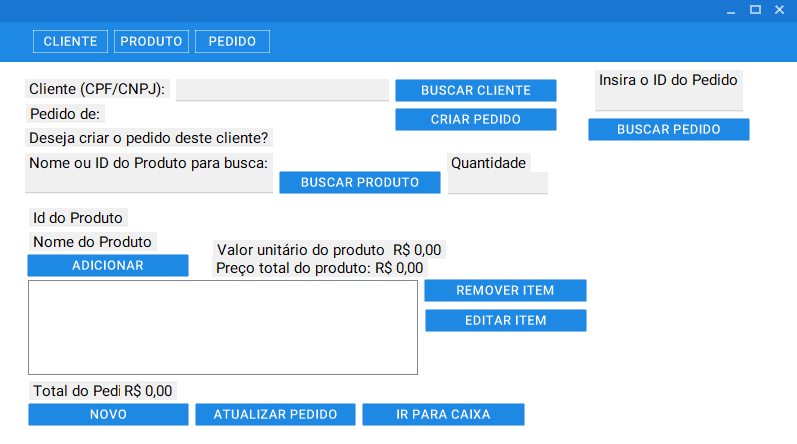 CLIENTE PRODUTO PEDIDO
Cliente (CPF/CNPJ): BUSCAR CLIENTE
Insira o ID do Pedido
Pedido de: CRIAR PEDIDO
BUSCAR PEDIDO
Deseja criar o pedido deste cliente?
Nome ou ID do Produto para busca: Quantidade
BUSCAR PRODUTO
Id do Produto
Nome do Produto
Valor unitário do produto R$ 0,00
ADICIONAR
Preço total do produto: R$ 0,00
REMOVER ITEM
EDITAR ITEM
Total do Pedi R$ 0,00
NOVO ATUALIZAR PEDIDO IR PARA CAIXA